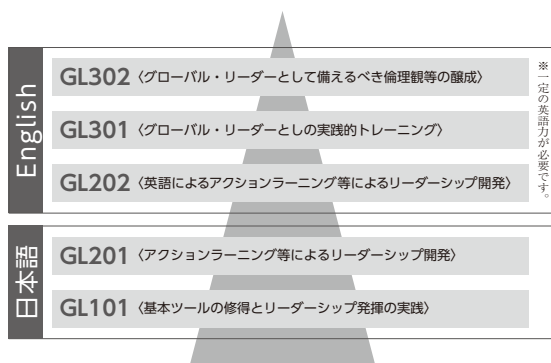 English
GL302〈グローバル・リーダーとして備えるべき倫理観等の醸成〉
GL301〈グローバル・リーダーとしの実践的トレーニング〉
GL202〈英語によるアクションラーニング等によるリーダーシップ開発〉
※一定の英語力が必要です。
日本語
GL201〈アクションラーニング等によるリーダーシップ開発〉
GL101〈基本ツールの修得とリーダーシップ発揮の実践〉